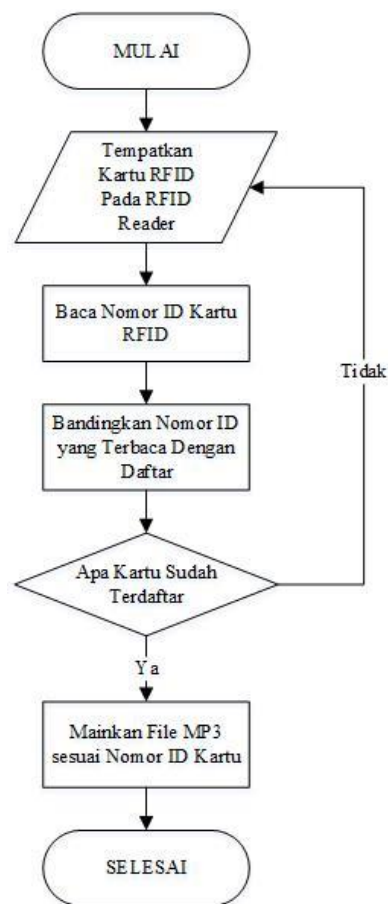 MULAI
Tempatkan
Kartu RFID
Pada RFID
Reader
Baca Nomor ID Kartu
RFID
Bandingkan Nomor ID
yang Terbaca Dengan
Daftar
Tidak
Apa Kartu Sudah
Terdaftar
Ya
Mainkan File MP3
sesuai Nomor ID Kartu
SELESAI